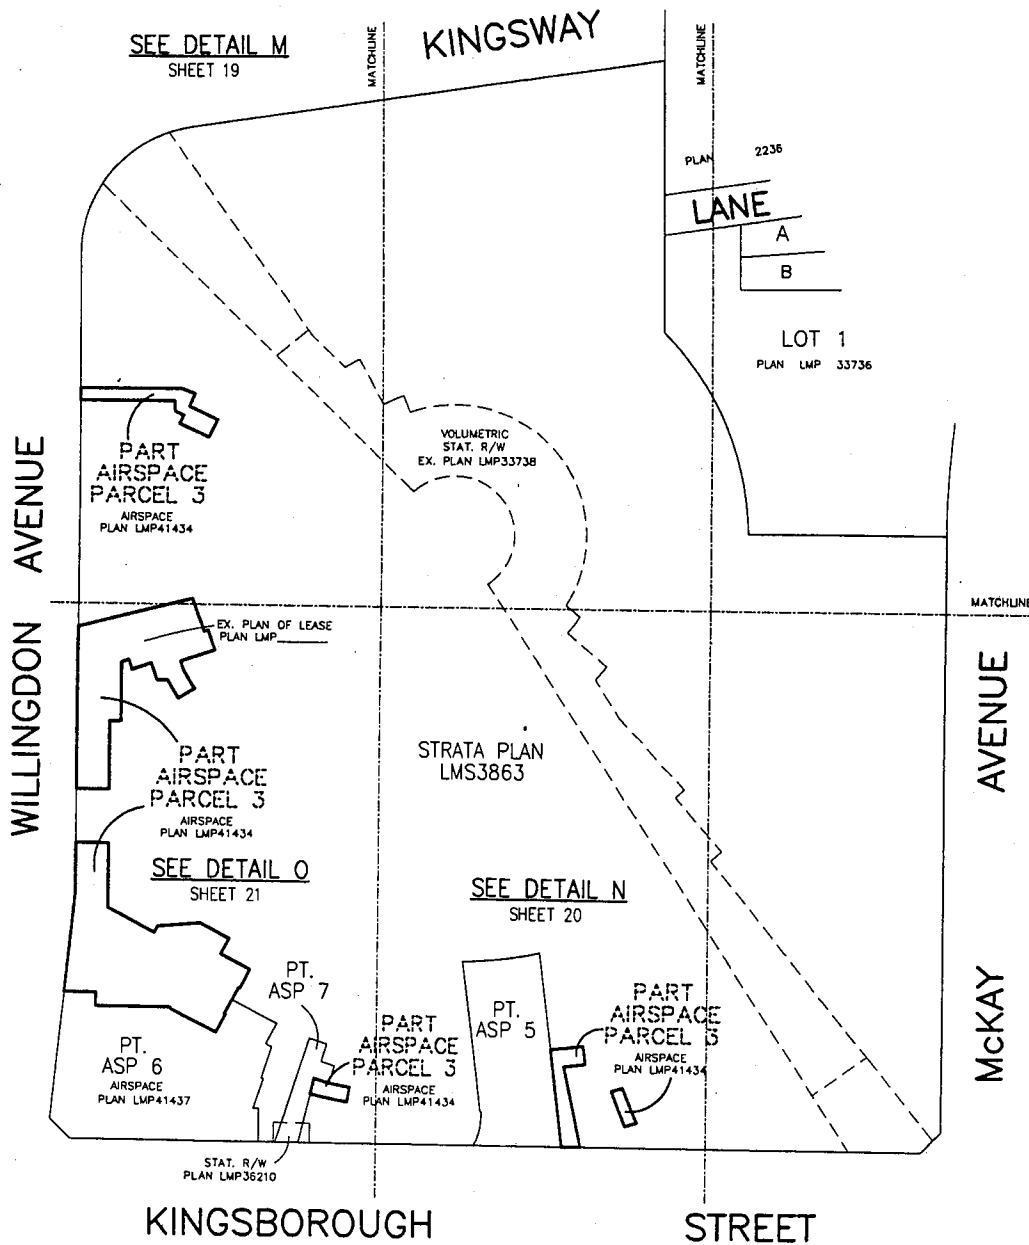 SEE DETAIL M
SHEET 19
MATCHLINE
KINGSWAY
MATCHLINE
PLAN 2236
LANE
A
B
LOT 1
PLAN LMP 33736
VOLUMETRIC
STAT. R/W
EX. PLAN LMP33738
PART
AIRSPACE
PARCEL 3
AIRSPACE
PLAN LMP41434
WILLINGDON AVENUE
MATCHLINE
EX. PLAN OF LEASE
PLAN LMP
PART
AIRSPACE
PARCEL 3
AIRSPACE
PLAN LMP41434
STRATA PLAN
LMS3863
McKAY AVENUE
SEE DETAIL O
SHEET 21
SEE DETAIL N
SHEET 20
PT.
ASP 7
PT.
ASP 5
PART
AIRSPACE
PARCEL 3
AIRSPACE
PLAN LMP41434
PART
AIRSPACE
PARCEL 3
AIRSPACE
PLAN LMP41434
PT.
ASP 6
AIRSPACE
PLAN LMP41437
STAT. R/W
PLAN LMP36210
KINGSBOROUGH STREET